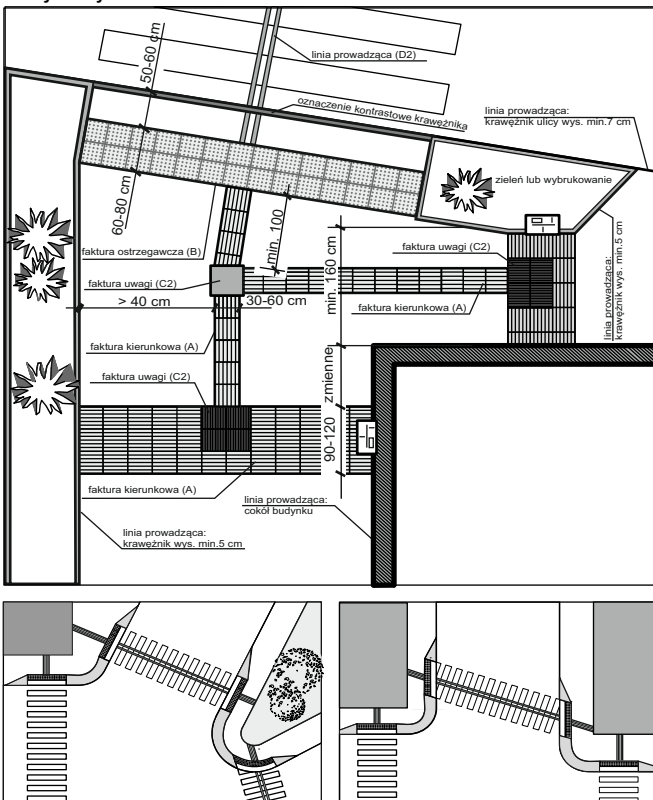 50-60 cm
linia prowadząca (D2)
oznaczenie kontrastowe krawężnika
linia prowadząca:
krawężnik ulicy wys. min.7 cm
zieleń lub wybrukowanie
60-80 cm
min. 100
min. 160 cm
faktura ostrzegawcza (B)
faktura uwagi (C2)
faktura uwagi (C2)
linia prowadząca:
krawężnik wys. min.5 cm
> 40 cm
30-60 cm
faktura kierunkowa (A)
faktura kierunkowa (A)
faktura uwagi (C2)
zmienne
90-120
faktura kierunkowa (A)
linia prowadząca:
cokół budynku
linia prowadząca:
krawężnik wys. min.5 cm